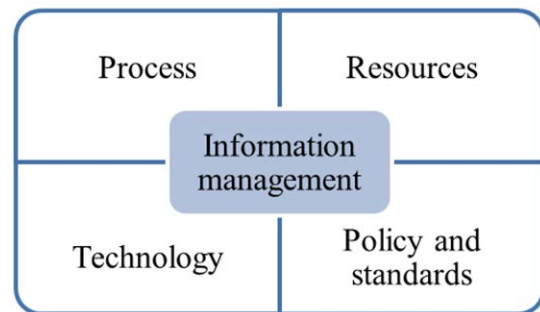 Process
Resources
Information
management
Technology
Policy and
standards